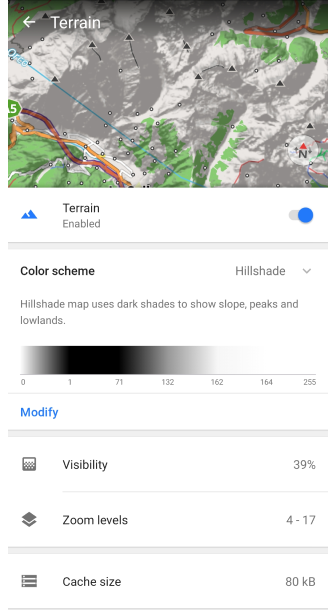 Terrain
5
N
Terrain
Enabled
Color scheme
Hillshade
Hillshade map uses dark shades to show slope, peaks and
lowlands.
0 1 71 132 162 164 255
Modify
Visibility 39%
Zoom levels 4 - 17
Cache size 80 kB